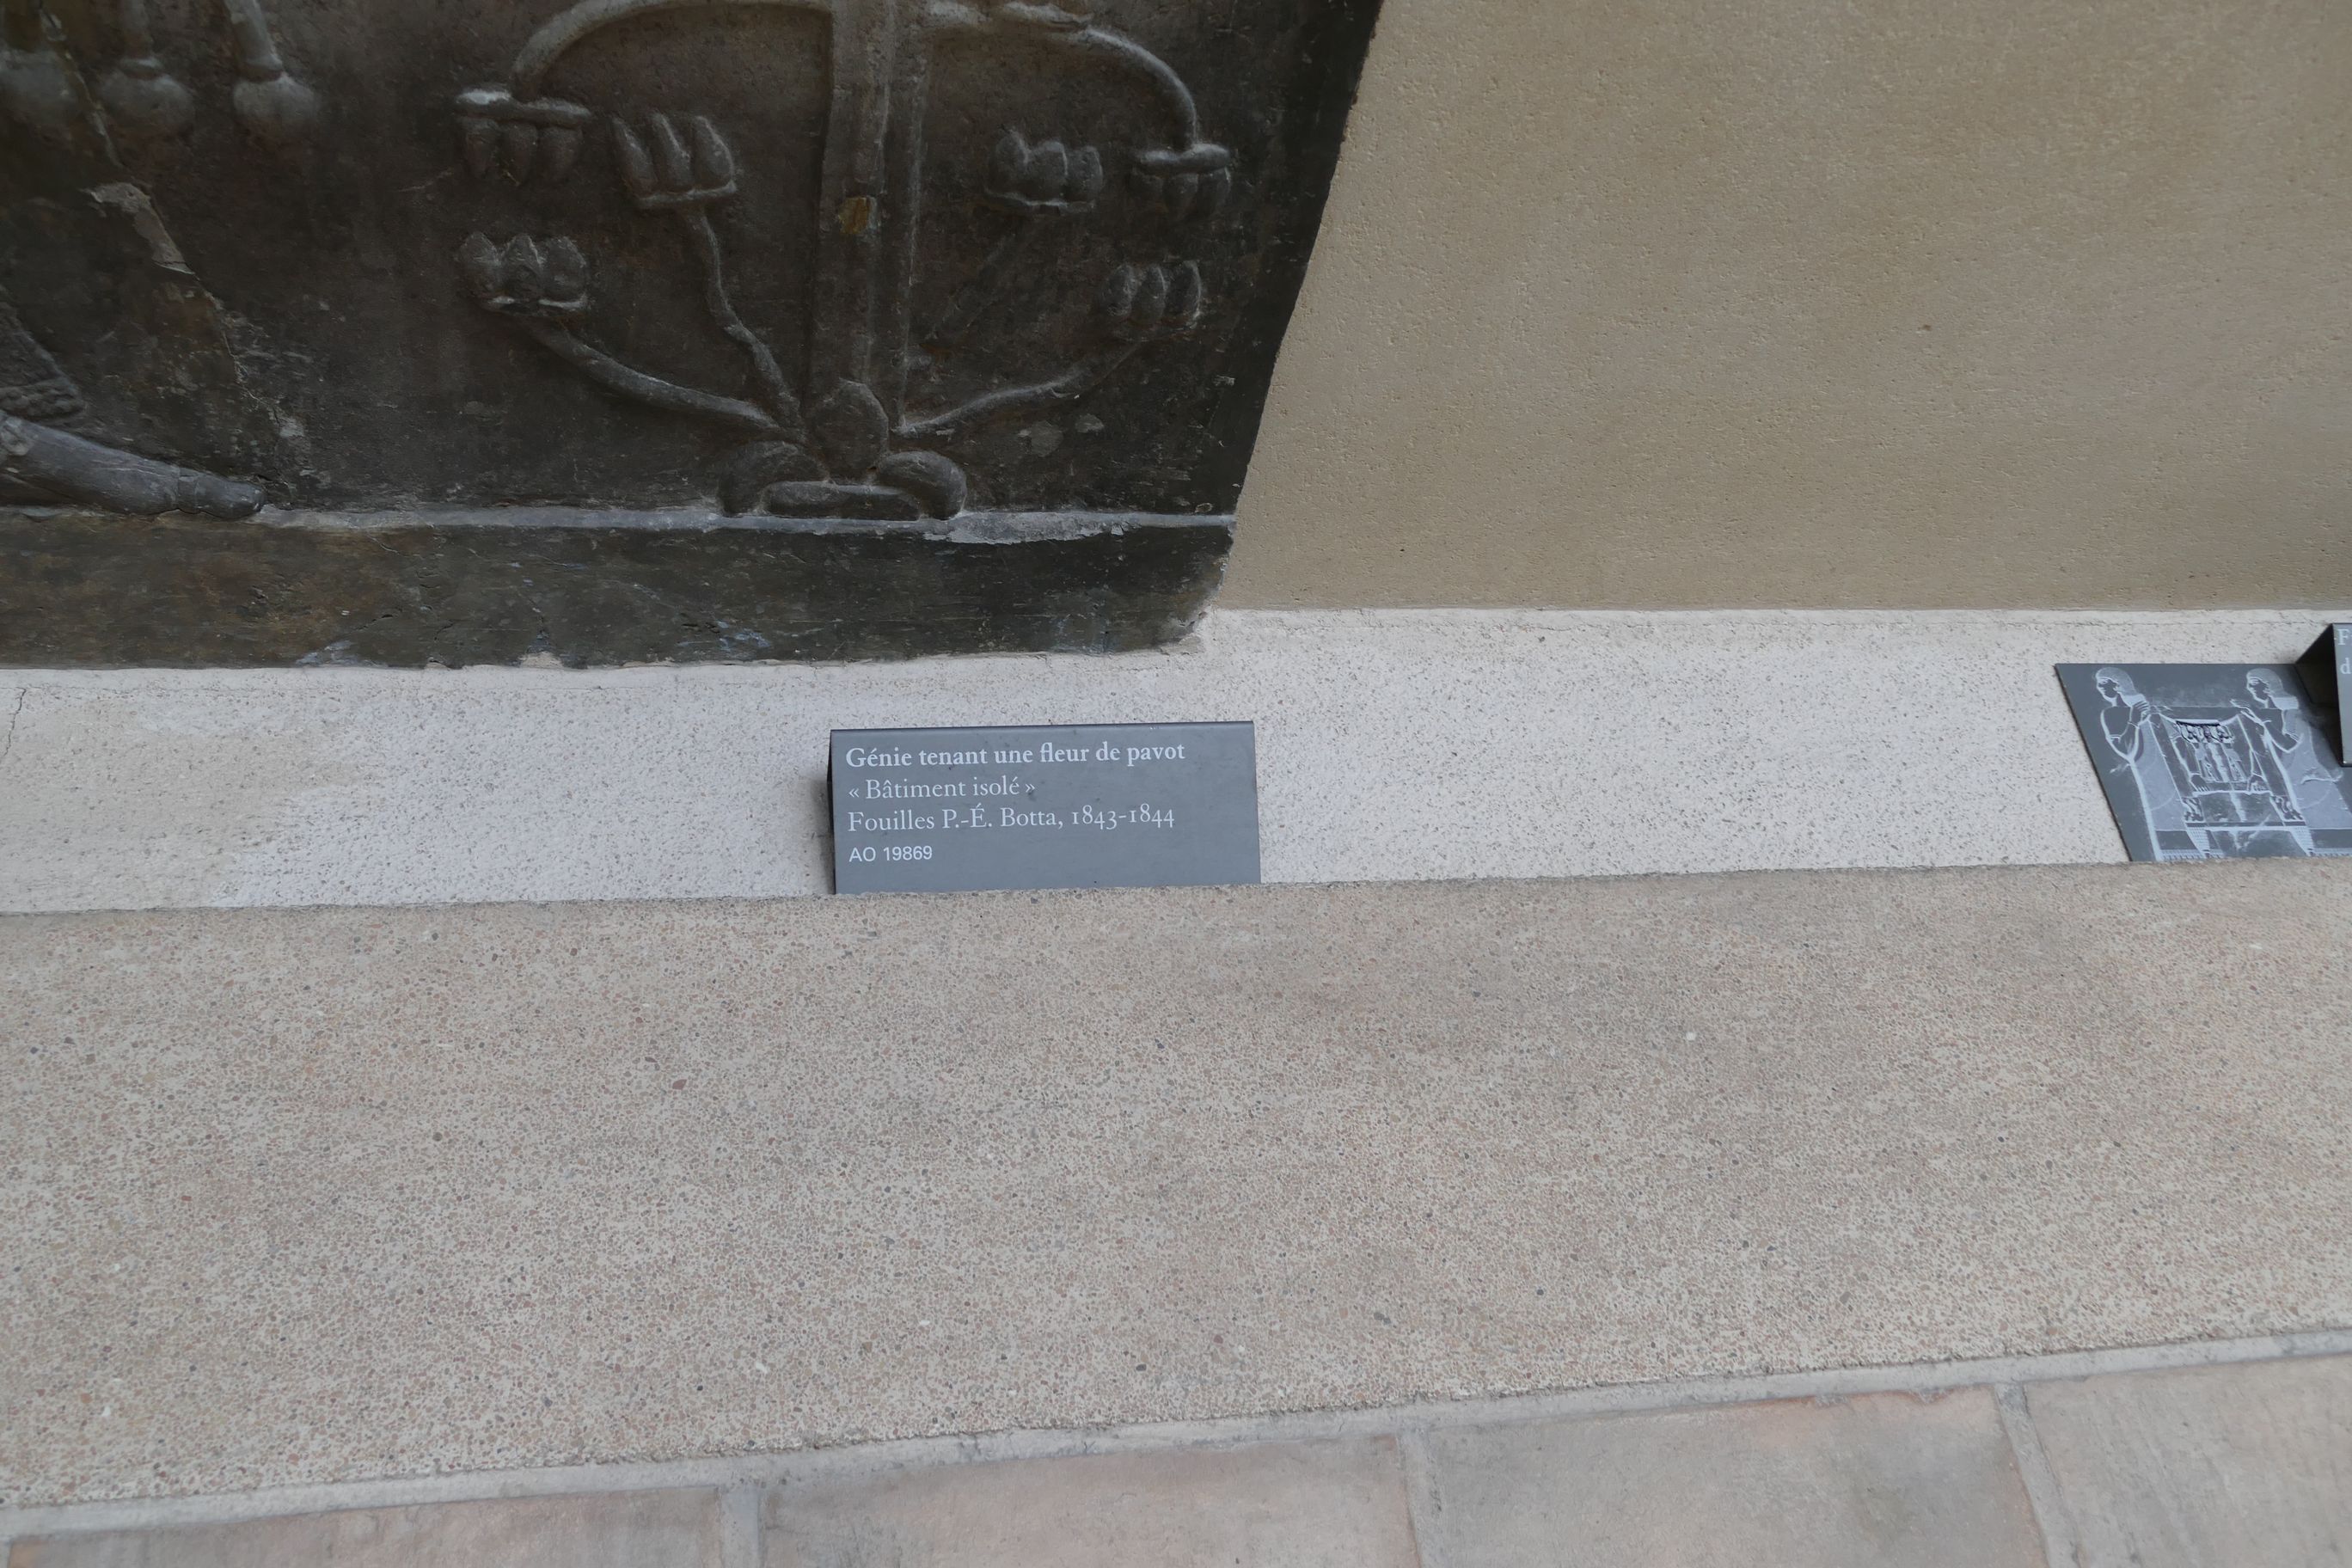 Génie tenant une fleur de pavot
« Bâtiment isolé »
Fouilles P.-É. Botta, 1843-1844
AO 19869